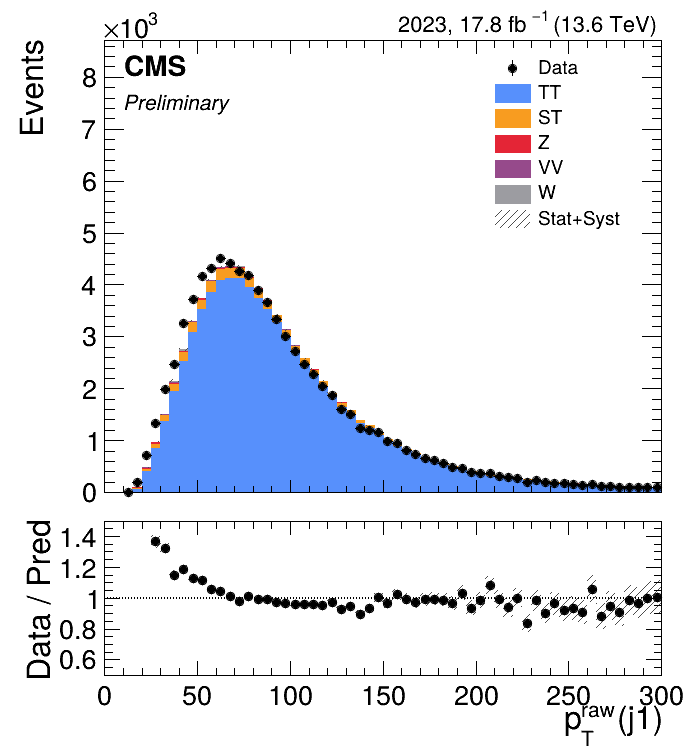 ×10³
2023, 17.8 fb⁻¹ (13.6 TeV)
Events
CMS
Preliminary
Data
TT
ST
Z
VV
W
Stat+Syst
8
7
6
5
4
3
2
1
0
Data / Pred
1.4
1.2
1
0.8
0.6
0 50 100 150 200 250 300
p_T^raw(j1)